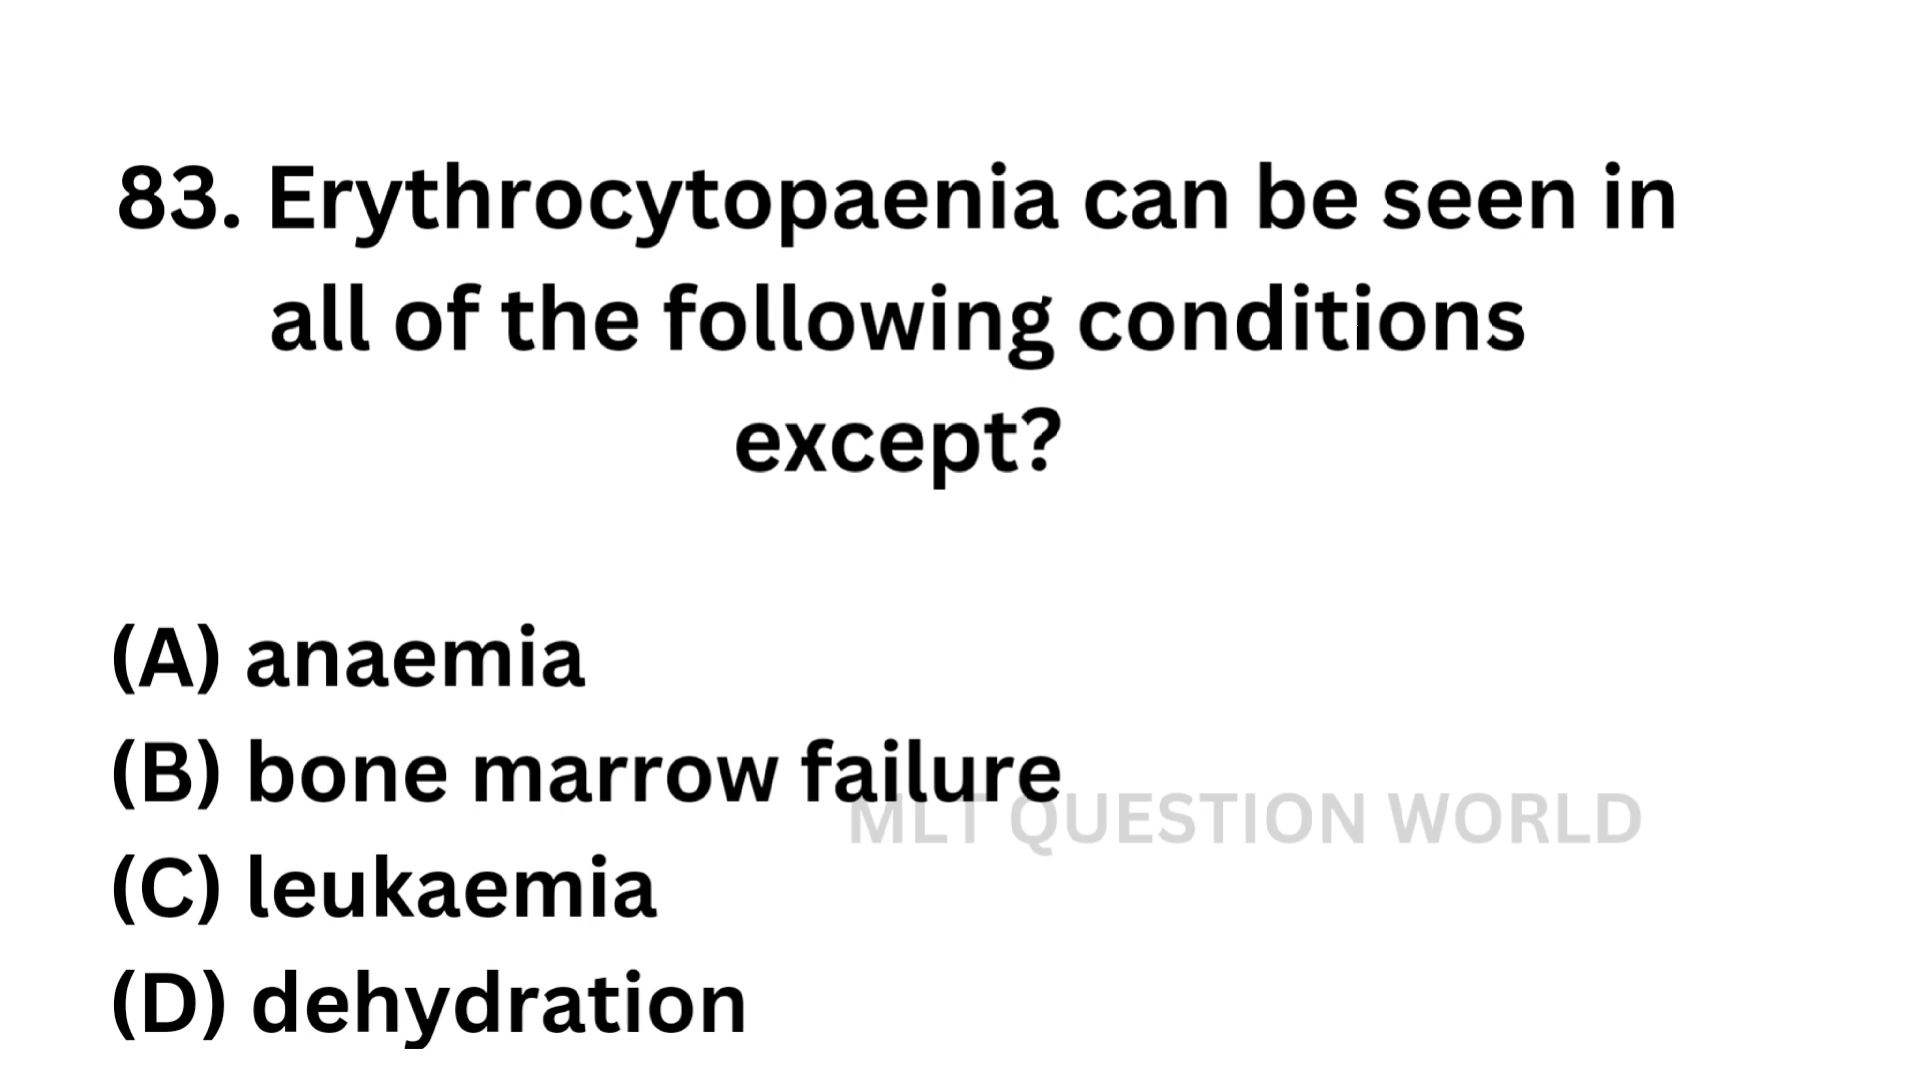 83. Erythrocytopaenia can be seen in
all of the following conditions
except?
(A) anaemia
(B) bone marrow failure
MLT QUESTION WORLD
(C) leukaemia
(D) dehydration